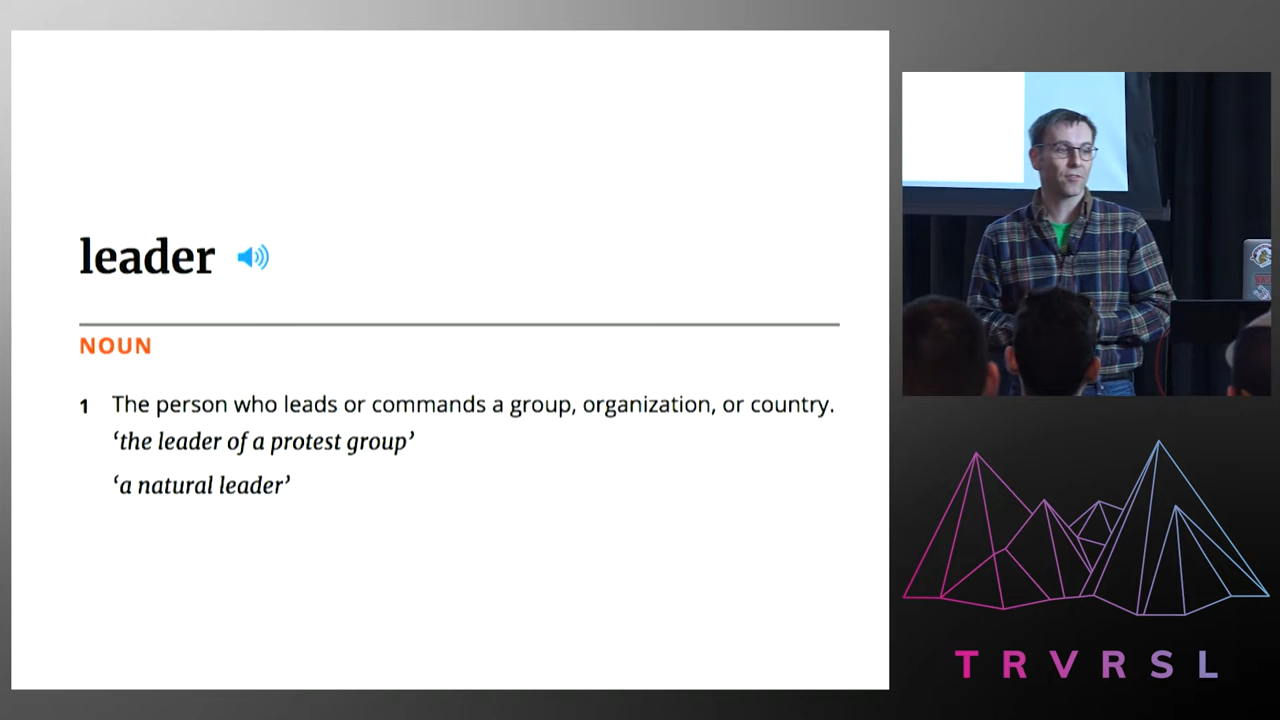 leader
NOUN
1 The person who leads or commands a group, organization, or country.
‘the leader of a protest group’
‘a natural leader’
TRVRSL